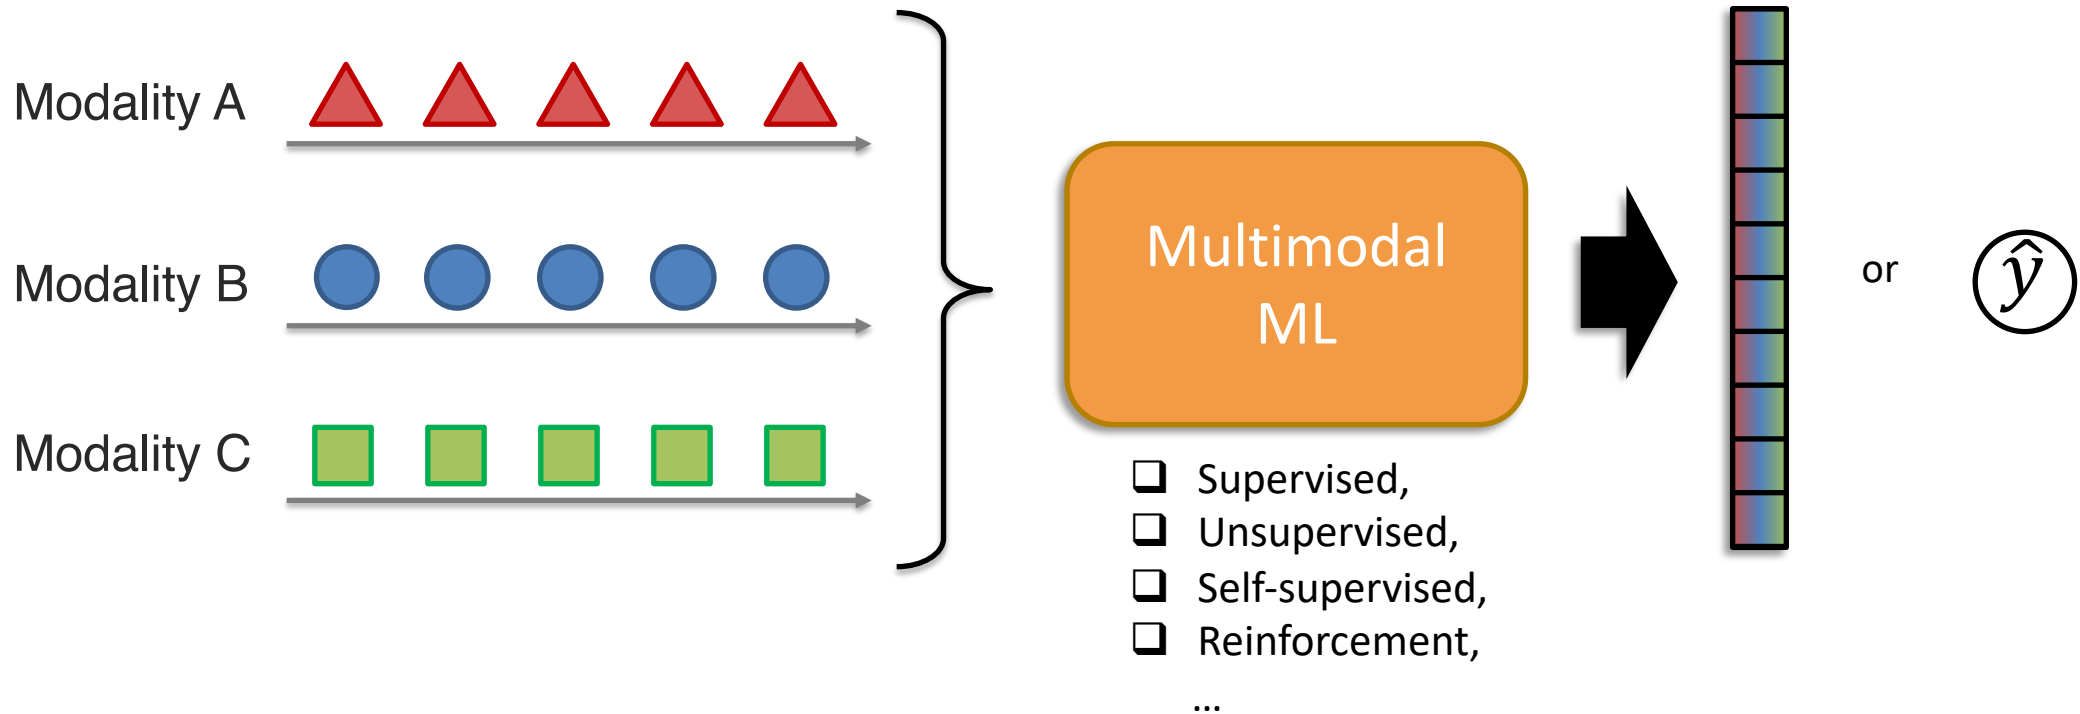 Modality A
Modality B
Modality C
Multimodal
ML
❑ Supervised,
❑ Unsupervised,
❑ Self-supervised,
❑ Reinforcement,
…
or
ŷ